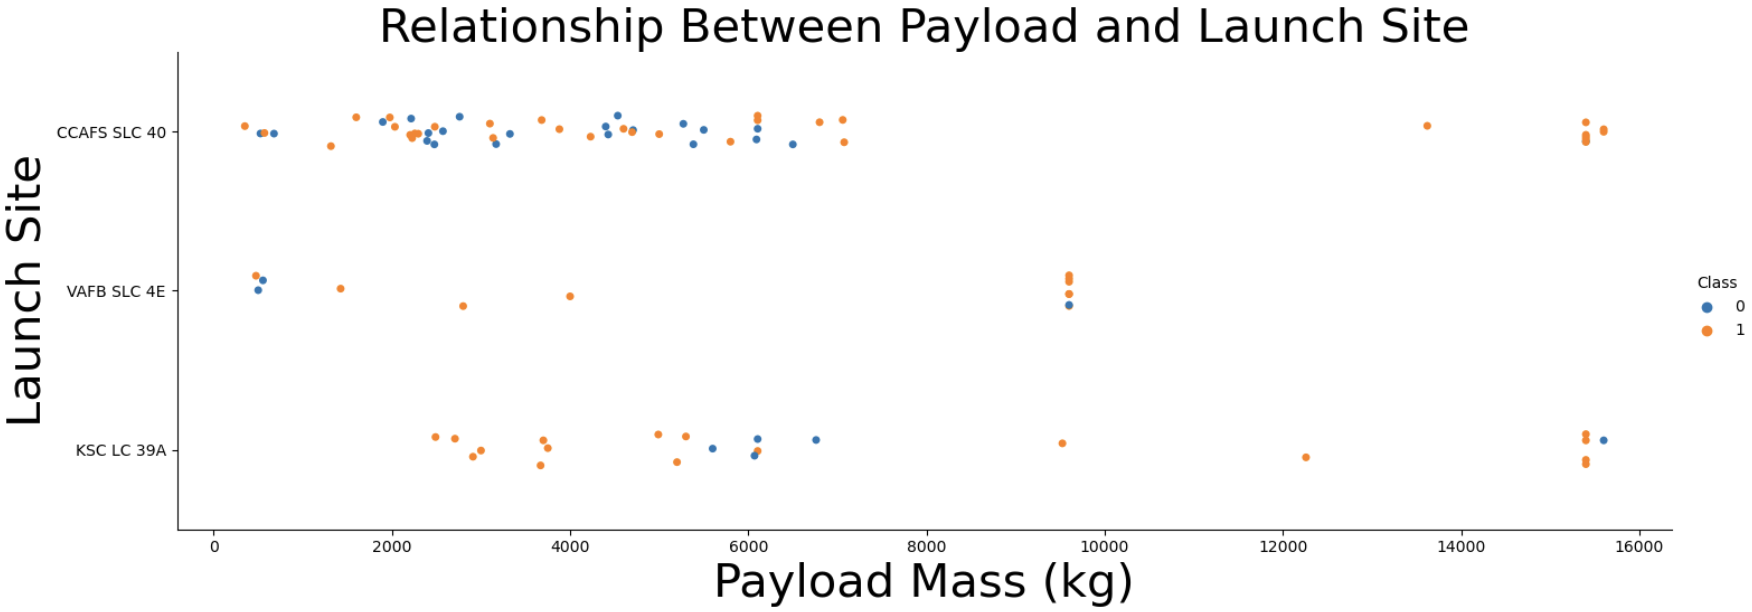 Relationship Between Payload and Launch Site
Launch Site
CCAFS SLC 40
VAFB SLC 4E
KSC LC 39A
Class
0
1
0 2000 4000 6000 8000 10000 12000 14000 16000
Payload Mass (kg)